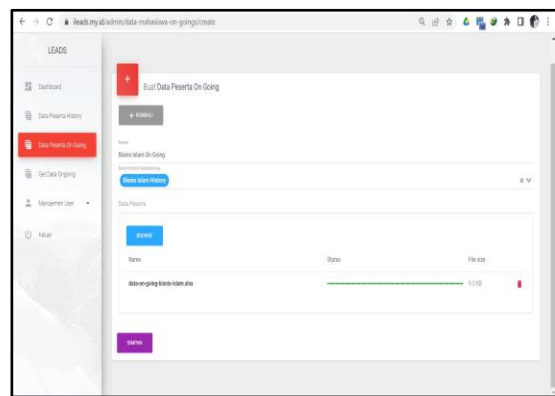 ileads.my.id/admin/data-mahasiswa-on-goings/create
LEADS
Dashboard
Data Peserta History
Data Peserta On Going
Get Data Ongoing
Manajemen User
Keluar
+
Buat Data Peserta On Going
+ KEMBALI
Name
Bisnis Islam On Going
Bisnis Islam History
x
Data Peserta
BROWSE
Name Status File size
data-on-going-bisnis-islam.xlsx
SIMPAN